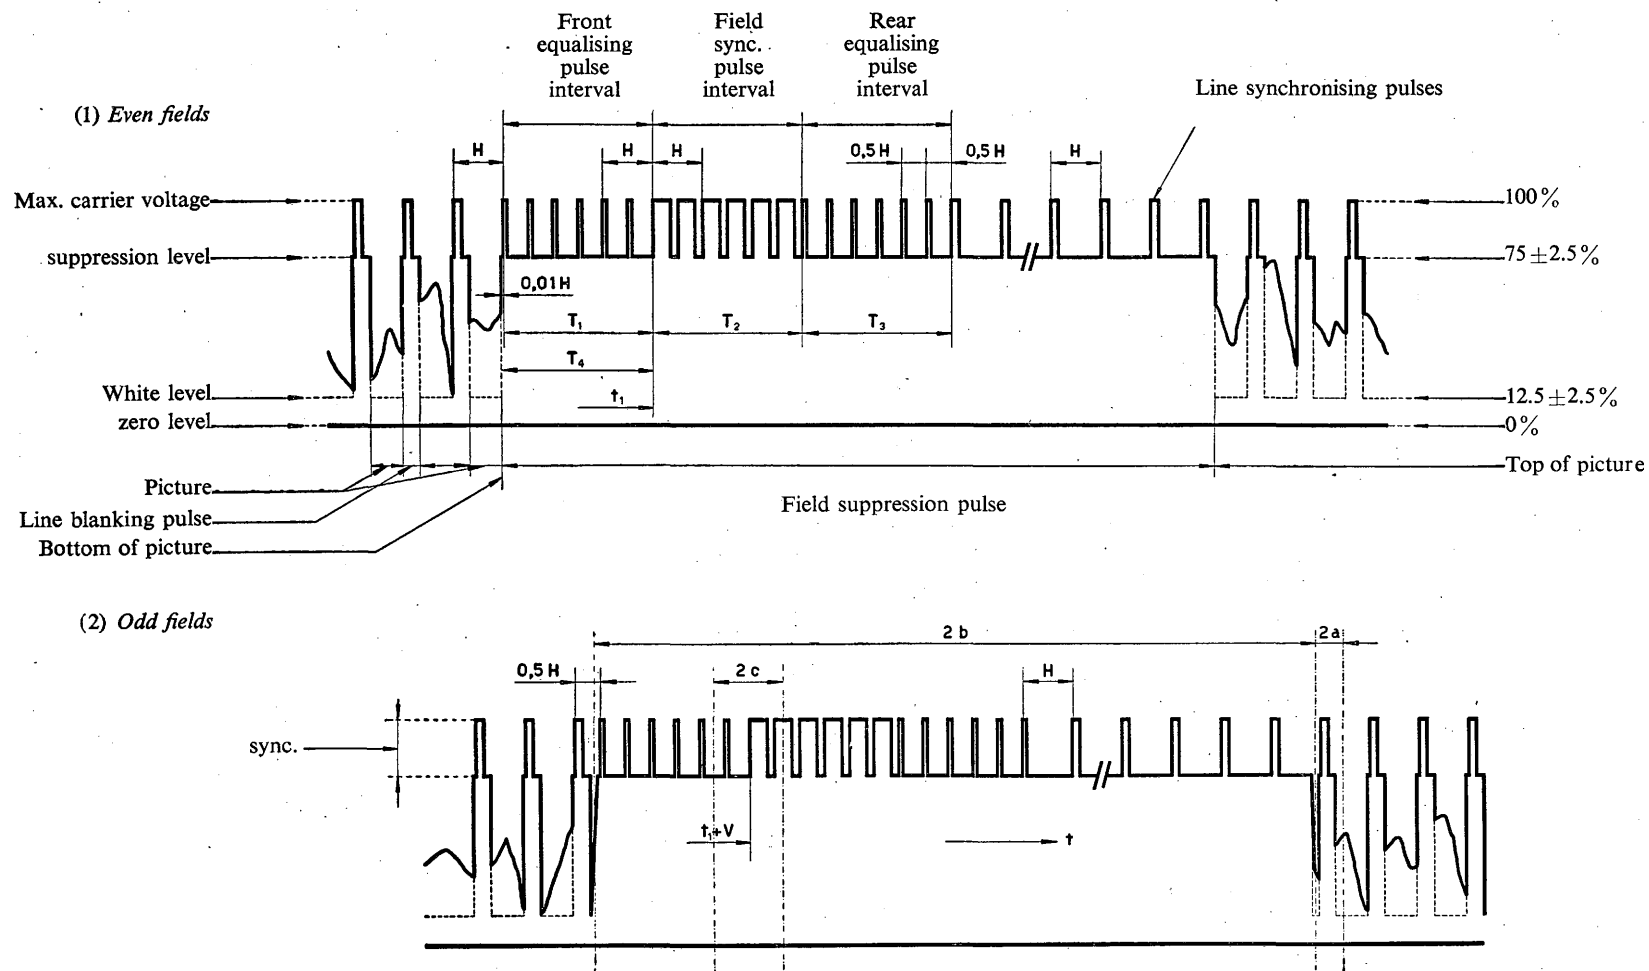 Front
equalising
pulse
interval
Field
sync.
pulse
interval
Rear
equalising
pulse
interval
Line synchronising pulses
(1) Even fields
H
H
H
0,5 H
0,5 H
H
Max. carrier voltage
100%
suppression level
75 ±2.5%
0,01H
T₁
T₂
T₃
T₄
t₁
White level
12.5 ±2.5%
zero level
0%
Top of picture
Picture
Field suppression pulse
Line blanking pulse
Bottom of picture
(2) Odd fields
2 b
2a
0,5 H
2 c
H
sync.
t₁+V
t